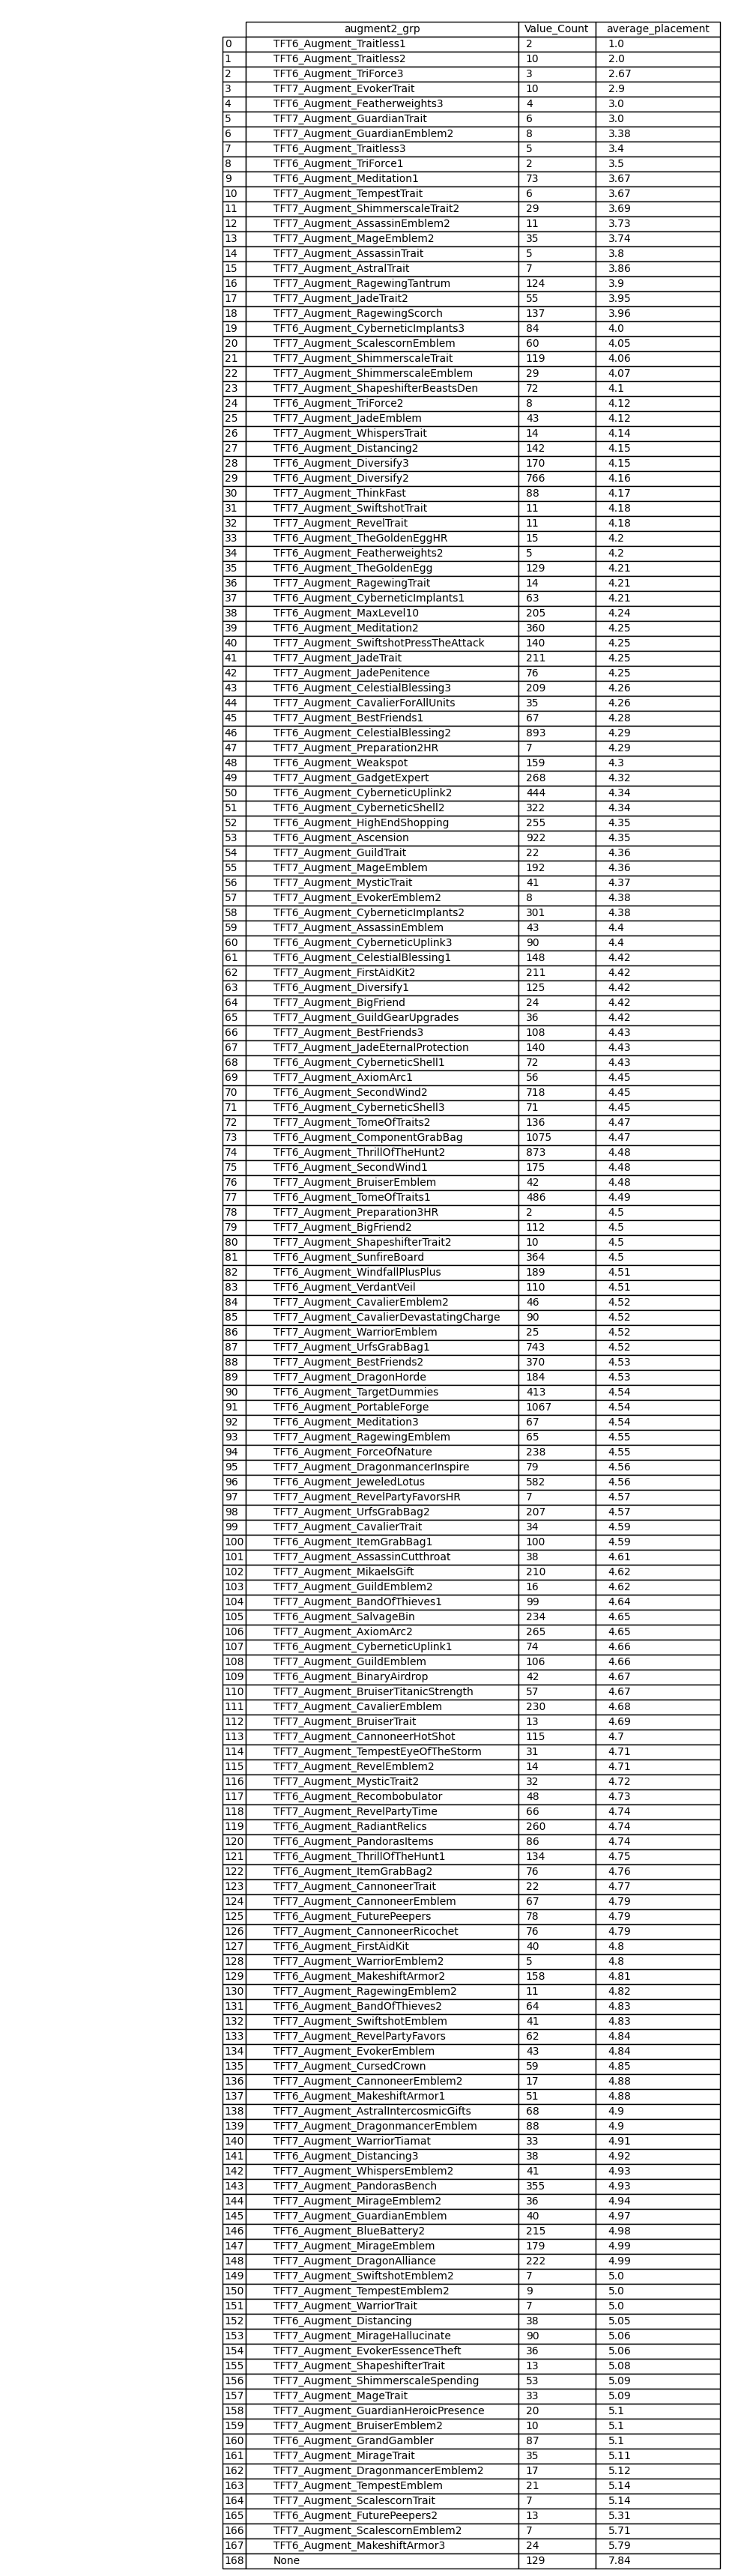 augment2_grp Value_Count average_placement
0 TFT6_Augment_Traitless1 2 1.0
1 TFT6_Augment_Traitless2 10 2.0
2 TFT6_Augment_TriForce3 3 2.67
3 TFT7_Augment_EvokerTrait 10 2.9
4 TFT6_Augment_Featherweights3 4 3.0
5 TFT7_Augment_GuardianTrait 6 3.0
6 TFT7_Augment_GuardianEmblem2 8 3.38
7 TFT6_Augment_Traitless3 5 3.4
8 TFT6_Augment_TriForce1 2 3.5
9 TFT6_Augment_Meditation1 73 3.67
10 TFT7_Augment_TempestTrait 6 3.67
11 TFT7_Augment_ShimmerscaleTrait2 29 3.69
12 TFT7_Augment_AssassinEmblem2 11 3.73
13 TFT7_Augment_MageEmblem2 35 3.74
14 TFT7_Augment_AssassinTrait 5 3.8
15 TFT7_Augment_AstralTrait 7 3.86
16 TFT7_Augment_RagewingTantrum 124 3.9
17 TFT7_Augment_JadeTrait2 55 3.95
18 TFT7_Augment_RagewingScorch 137 3.96
19 TFT6_Augment_CyberneticImplants3 84 4.0
20 TFT7_Augment_ScalescornEmblem 60 4.05
21 TFT7_Augment_ShimmerscaleTrait 119 4.06
22 TFT7_Augment_ShimmerscaleEmblem 29 4.07
23 TFT7_Augment_ShapeshifterBeastsDen 72 4.1
24 TFT6_Augment_TriForce2 8 4.12
25 TFT7_Augment_JadeEmblem 43 4.12
26 TFT7_Augment_WhispersTrait 14 4.14
27 TFT6_Augment_Distancing2 142 4.15
28 TFT6_Augment_Diversify3 170 4.15
29 TFT6_Augment_Diversify2 766 4.16
30 TFT7_Augment_ThinkFast 88 4.17
31 TFT7_Augment_SwiftshotTrait 11 4.18
32 TFT7_Augment_RevelTrait 11 4.18
33 TFT6_Augment_TheGoldenEggHR 15 4.2
34 TFT6_Augment_Featherweights2 5 4.2
35 TFT6_Augment_TheGoldenEgg 129 4.21
36 TFT7_Augment_RagewingTrait 14 4.21
37 TFT6_Augment_CyberneticImplants1 63 4.21
38 TFT6_Augment_MaxLevel10 205 4.24
39 TFT6_Augment_Meditation2 360 4.25
40 TFT7_Augment_SwiftshotPressTheAttack 140 4.25
41 TFT7_Augment_JadeTrait 211 4.25
42 TFT7_Augment_JadePenitence 76 4.25
43 TFT6_Augment_CelestialBlessing3 209 4.26
44 TFT7_Augment_CavalierForAllUnits 35 4.26
45 TFT7_Augment_BestFriends1 67 4.28
46 TFT6_Augment_CelestialBlessing2 893 4.29
47 TFT7_Augment_Preparation2HR 7 4.29
48 TFT6_Augment_Weakspot 159 4.3
49 TFT7_Augment_GadgetExpert 268 4.32
50 TFT6_Augment_CyberneticUplink2 444 4.34
51 TFT6_Augment_CyberneticShell2 322 4.34
52 TFT6_Augment_HighEndShopping 255 4.35
53 TFT6_Augment_Ascension 922 4.35
54 TFT7_Augment_GuildTrait 22 4.36
55 TFT7_Augment_MageEmblem 192 4.36
56 TFT7_Augment_MysticTrait 41 4.37
57 TFT7_Augment_EvokerEmblem2 8 4.38
58 TFT6_Augment_CyberneticImplants2 301 4.38
59 TFT7_Augment_AssassinEmblem 43 4.4
60 TFT6_Augment_CyberneticUplink3 90 4.4
61 TFT6_Augment_CelestialBlessing1 148 4.42
62 TFT7_Augment_FirstAidKit2 211 4.42
63 TFT6_Augment_Diversify1 125 4.42
64 TFT7_Augment_BigFriend 24 4.42
65 TFT7_Augment_GuildGearUpgrades 36 4.42
66 TFT7_Augment_BestFriends3 108 4.43
67 TFT7_Augment_JadeEternalProtection 140 4.43
68 TFT6_Augment_CyberneticShell1 72 4.43
69 TFT7_Augment_AxiomArc1 56 4.45
70 TFT6_Augment_SecondWind2 718 4.45
71 TFT6_Augment_CyberneticShell3 71 4.45
72 TFT7_Augment_TomeOfTraits2 136 4.47
73 TFT6_Augment_ComponentGrabBag 1075 4.47
74 TFT6_Augment_ThrillOfTheHunt2 873 4.48
75 TFT6_Augment_SecondWind1 175 4.48
76 TFT7_Augment_BruiserEmblem 42 4.48
77 TFT6_Augment_TomeOfTraits1 486 4.49
78 TFT7_Augment_Preparation3HR 2 4.5
79 TFT7_Augment_BigFriend2 112 4.5
80 TFT7_Augment_ShapeshifterTrait2 10 4.5
81 TFT6_Augment_SunfireBoard 364 4.5
82 TFT6_Augment_WindfallPlusPlus 189 4.51
83 TFT6_Augment_VerdantVeil 110 4.51
84 TFT7_Augment_CavalierEmblem2 46 4.52
85 TFT7_Augment_CavalierDevastatingCharge 90 4.52
86 TFT7_Augment_WarriorEmblem 25 4.52
87 TFT7_Augment_UrfsGrabBag1 743 4.52
88 TFT7_Augment_BestFriends2 370 4.53
89 TFT7_Augment_DragonHorde 184 4.53
90 TFT6_Augment_TargetDummies 413 4.54
91 TFT6_Augment_PortableForge 1067 4.54
92 TFT6_Augment_Meditation3 67 4.54
93 TFT7_Augment_RagewingEmblem 65 4.55
94 TFT6_Augment_ForceOfNature 238 4.55
95 TFT7_Augment_DragonmancerInspire 79 4.56
96 TFT6_Augment_JeweledLotus 582 4.56
97 TFT7_Augment_RevelPartyFavorsHR 7 4.57
98 TFT7_Augment_UrfsGrabBag2 207 4.57
99 TFT7_Augment_CavalierTrait 34 4.59
100 TFT6_Augment_ItemGrabBag1 100 4.59
101 TFT7_Augment_AssassinCutthroat 38 4.61
102 TFT7_Augment_MikaelsGift 210 4.62
103 TFT7_Augment_GuildEmblem2 16 4.62
104 TFT7_Augment_BandOfThieves1 99 4.64
105 TFT6_Augment_SalvageBin 234 4.65
106 TFT7_Augment_AxiomArc2 265 4.65
107 TFT6_Augment_CyberneticUplink1 74 4.66
108 TFT7_Augment_GuildEmblem 106 4.66
109 TFT6_Augment_BinaryAirdrop 42 4.67
110 TFT7_Augment_BruiserTitanicStrength 57 4.67
111 TFT7_Augment_CavalierEmblem 230 4.68
112 TFT7_Augment_BruiserTrait 13 4.69
113 TFT7_Augment_CannoneerHotShot 115 4.7
114 TFT7_Augment_TempestEyeOfTheStorm 31 4.71
115 TFT7_Augment_RevelEmblem2 14 4.71
116 TFT7_Augment_MysticTrait2 32 4.72
117 TFT6_Augment_Recombobulator 48 4.73
118 TFT7_Augment_RevelPartyTime 66 4.74
119 TFT6_Augment_RadiantRelics 260 4.74
120 TFT6_Augment_PandorasItems 86 4.74
121 TFT6_Augment_ThrillOfTheHunt1 134 4.75
122 TFT6_Augment_ItemGrabBag2 76 4.76
123 TFT7_Augment_CannoneerTrait 22 4.77
124 TFT7_Augment_CannoneerEmblem 67 4.79
125 TFT6_Augment_FuturePeepers 78 4.79
126 TFT7_Augment_CannoneerRicochet 76 4.79
127 TFT6_Augment_FirstAidKit 40 4.8
128 TFT7_Augment_WarriorEmblem2 5 4.8
129 TFT6_Augment_MakeshiftArmor2 158 4.81
130 TFT7_Augment_RagewingEmblem2 11 4.82
131 TFT6_Augment_BandOfThieves2 64 4.83
132 TFT7_Augment_SwiftshotEmblem 41 4.83
133 TFT7_Augment_RevelPartyFavors 62 4.84
134 TFT7_Augment_EvokerEmblem 43 4.84
135 TFT7_Augment_CursedCrown 59 4.85
136 TFT7_Augment_CannoneerEmblem2 17 4.88
137 TFT6_Augment_MakeshiftArmor1 51 4.88
138 TFT7_Augment_AstralIntercosmicGifts 68 4.9
139 TFT7_Augment_DragonmancerEmblem 88 4.9
140 TFT7_Augment_WarriorTiamat 33 4.91
141 TFT6_Augment_Distancing3 38 4.92
142 TFT7_Augment_WhispersEmblem2 41 4.93
143 TFT7_Augment_PandorasBench 355 4.93
144 TFT7_Augment_MirageEmblem2 36 4.94
145 TFT7_Augment_GuardianEmblem 40 4.97
146 TFT6_Augment_BlueBattery2 215 4.98
147 TFT7_Augment_MirageEmblem 179 4.99
148 TFT7_Augment_DragonAlliance 222 4.99
149 TFT7_Augment_SwiftshotEmblem2 7 5.0
150 TFT7_Augment_TempestEmblem2 9 5.0
151 TFT7_Augment_WarriorTrait 7 5.0
152 TFT6_Augment_Distancing 38 5.05
153 TFT7_Augment_MirageHallucinate 90 5.06
154 TFT7_Augment_EvokerEssenceTheft 36 5.06
155 TFT7_Augment_ShapeshifterTrait 13 5.08
156 TFT7_Augment_ShimmerscaleSpending 53 5.09
157 TFT7_Augment_MageTrait 33 5.09
158 TFT7_Augment_GuardianHeroicPresence 20 5.1
159 TFT7_Augment_BruiserEmblem2 10 5.1
160 TFT6_Augment_GrandGambler 87 5.1
161 TFT7_Augment_MirageTrait 35 5.11
162 TFT7_Augment_DragonmancerEmblem2 17 5.12
163 TFT7_Augment_TempestEmblem 21 5.14
164 TFT7_Augment_ScalescornTrait 7 5.14
165 TFT6_Augment_FuturePeepers2 13 5.31
166 TFT7_Augment_ScalescornEmblem2 7 5.71
167 TFT6_Augment_MakeshiftArmor3 24 5.79
168 None 129 7.84